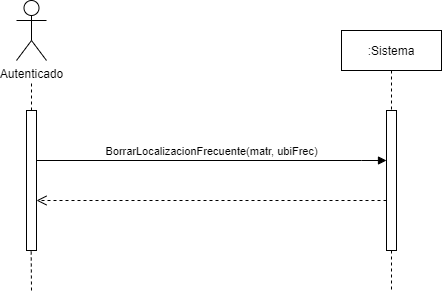 Autenticado
:Sistema
BorrarLocalizacionFrecuente(matr, ubiFrec)